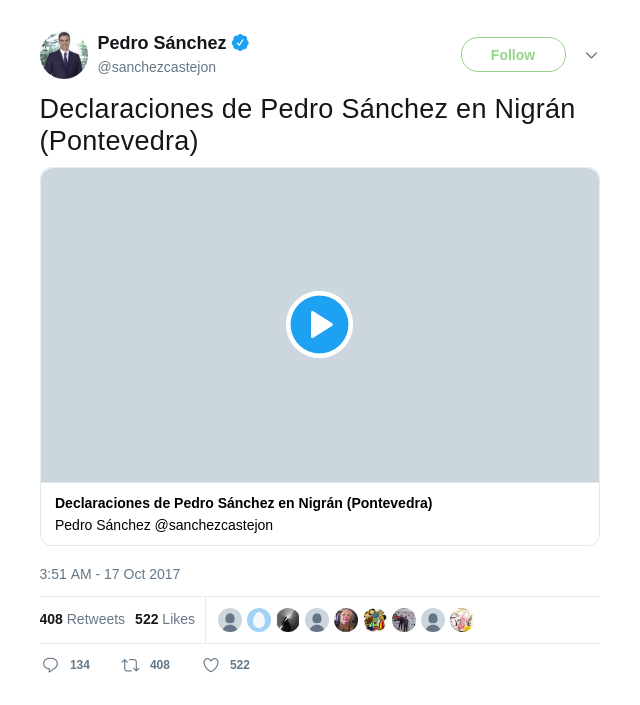 Pedro Sánchez
@sanchezcastejon
Follow
Declaraciones de Pedro Sánchez en Nigrán
(Pontevedra)
Declaraciones de Pedro Sánchez en Nigrán (Pontevedra)
Pedro Sánchez @sanchezcastejon
3:51 AM - 17 Oct 2017
408 Retweets 522 Likes
134 408 522